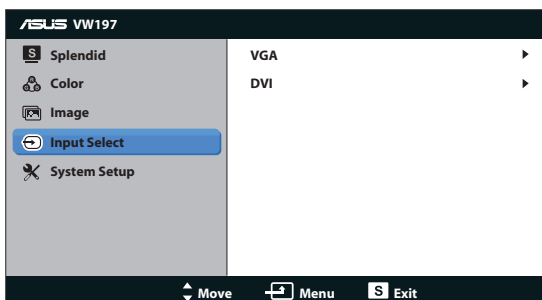 ASUS VW197
S Splendid
Color
Image
Input Select
System Setup
VGA
DVI
Move Menu S Exit